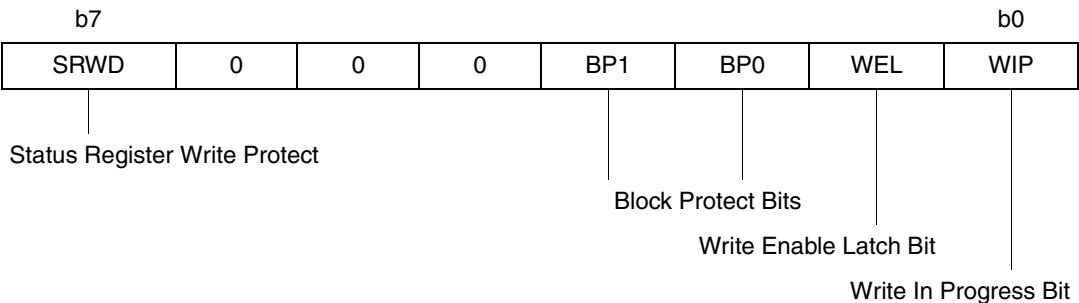 b7 b0
SRWD 0 0 0 BP1 BP0 WEL WIP
Status Register Write Protect
Block Protect Bits
Write Enable Latch Bit
Write In Progress Bit